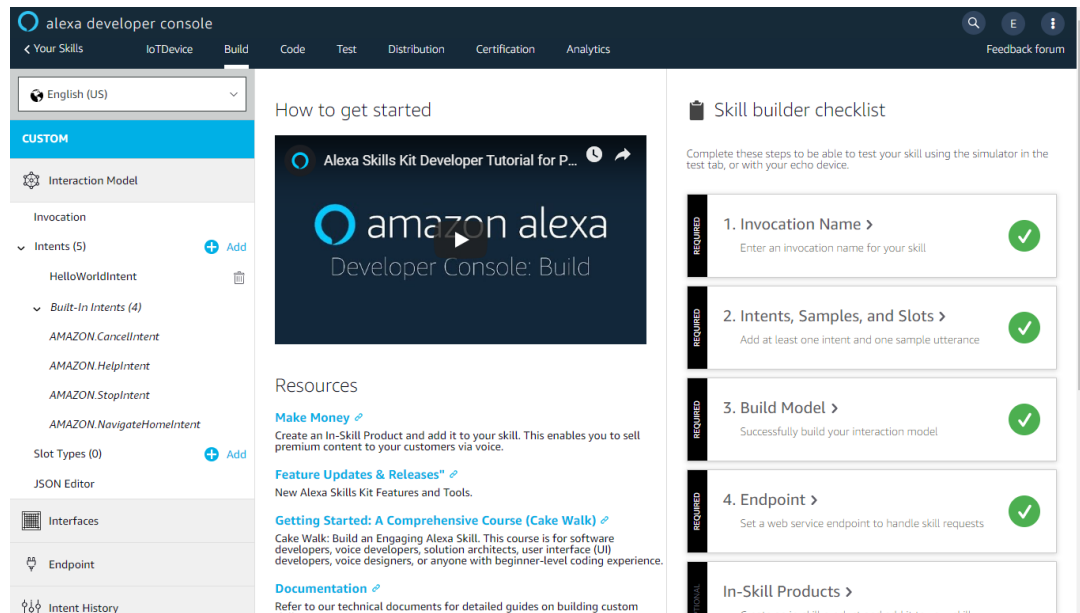 alexa developer console
E
Your Skills
IoTDevice
Build
Code
Test
Distribution
Certification
Analytics
Feedback forum
English (US)
CUSTOM
Interaction Model
Invocation
Intents (5)
Add
HelloWorldIntent
Built-In Intents (4)
AMAZON.CancelIntent
AMAZON.HelpIntent
AMAZON.StopIntent
AMAZON.NavigateHomeIntent
Slot Types (0)
Add
JSON Editor
Interfaces
Endpoint
Intent History
How to get started
Alexa Skills Kit Developer Tutorial for P...
amazon alexa
Developer Console: Build
Resources
Make Money
Create an In-Skill Product and add it to your skill. This enables you to sell
premium content to your customers via voice.
Feature Updates & Releases"
New Alexa Skills Kit Features and Tools.
Getting Started: A Comprehensive Course (Cake Walk)
Cake Walk: Build an Engaging Alexa Skill. This course is for software
developers, voice developers, solution architects, user interface (UI)
developers, voice designers, or anyone with beginner-level coding experience.
Documentation
Refer to our technical documents for detailed guides on building custom
Skill builder checklist
Complete these steps to be able to test your skill using the simulator in the
test tab, or with your echo device.
REQUIRED
1. Invocation Name >
Enter an invocation name for your skill
REQUIRED
2. Intents, Samples, and Slots >
Add at least one intent and one sample utterance
REQUIRED
3. Build Model >
Successfully build your interaction model
REQUIRED
4. Endpoint >
Set a web service endpoint to handle skill requests
In-Skill Products >